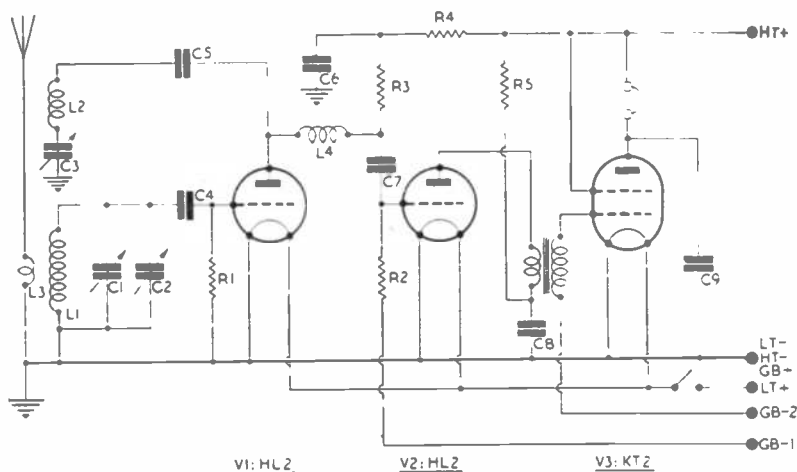 R4
HT+
C5
C6
L2
R3
R5
C3
L4
C7
C4
L3
L1
C1
C2
R1
R2
C8
C9
LT-
HT-
GB+
LT+
GB-2
GB-1
V1: HL2
V2: HL2
V3: KT2